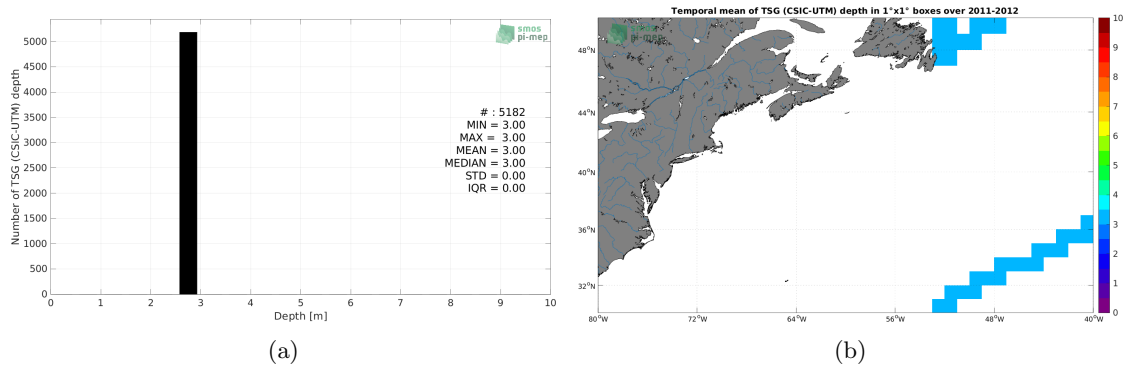 5000
4500
4000
3500
3000
2500
2000
1500
1000
500
0
Number of TSG (CSIC-UTM) depth
smos
pi-mep
# : 5182
MIN = 3.00
MAX = 3.00
MEAN = 3.00
MEDIAN = 3.00
STD = 0.00
IQR = 0.00
0 1 2 3 4 5 6 7 8 9 10
Depth [m]
(a)
Temporal mean of TSG (CSIC-UTM) depth in 1°x1° boxes over 2011-2012
smos
pi-mep
48°N
44°N
40°N
36°N
32°N
80°W 72°W 64°W 56°W 48°W 40°W
10
9
8
7
6
5
4
3
2
1
0
(b)